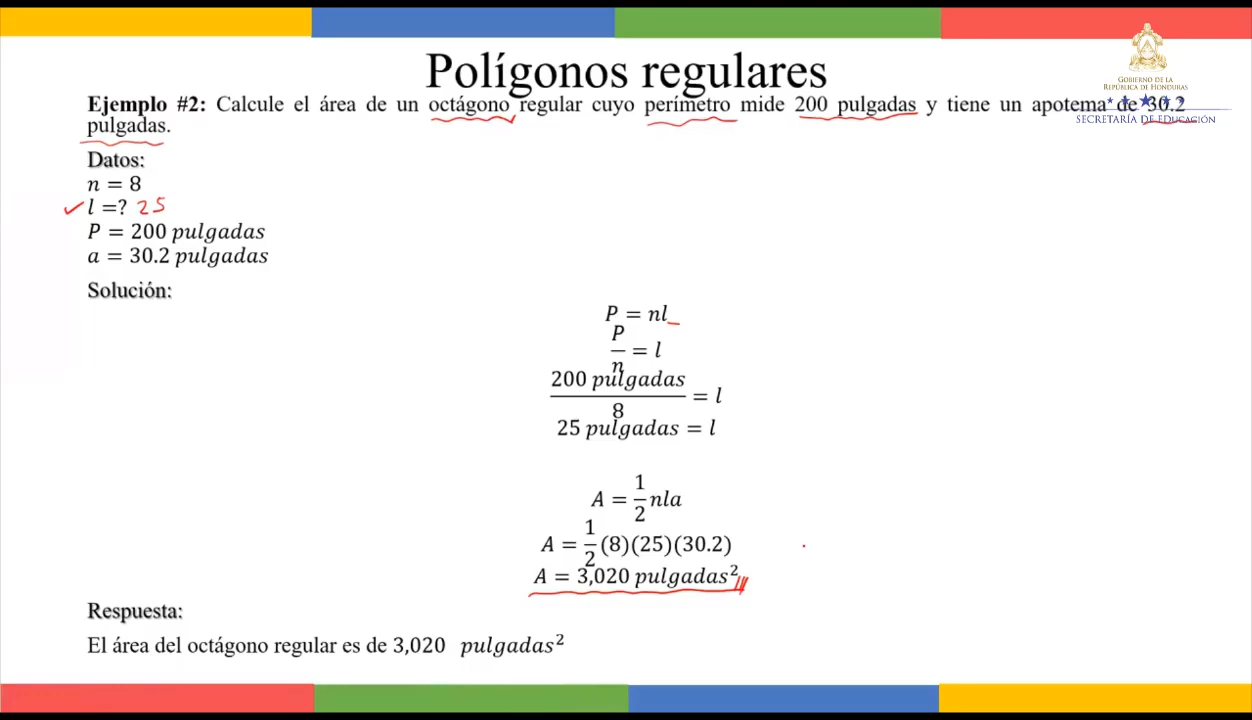 Polígonos regulares
GOBIERNO DE LA
REPÚBLICA DE HONDURAS
SECRETARÍA DE EDUCACIÓN
Ejemplo #2: Calcule el área de un octágono regular cuyo perímetro mide 200 pulgadas y tiene un apotema de 30.2
pulgadas.
Datos:
n = 8
l =? 25
P = 200 pulgadas
a = 30.2 pulgadas
Solución:
P = nl
P/n = l
200 pulgadas/8 = l
25 pulgadas = l
A = 1/2 nla
A = 1/2 (8)(25)(30.2)
A = 3,020 pulgadas²
Respuesta:
El área del octágono regular es de 3,020 pulgadas²